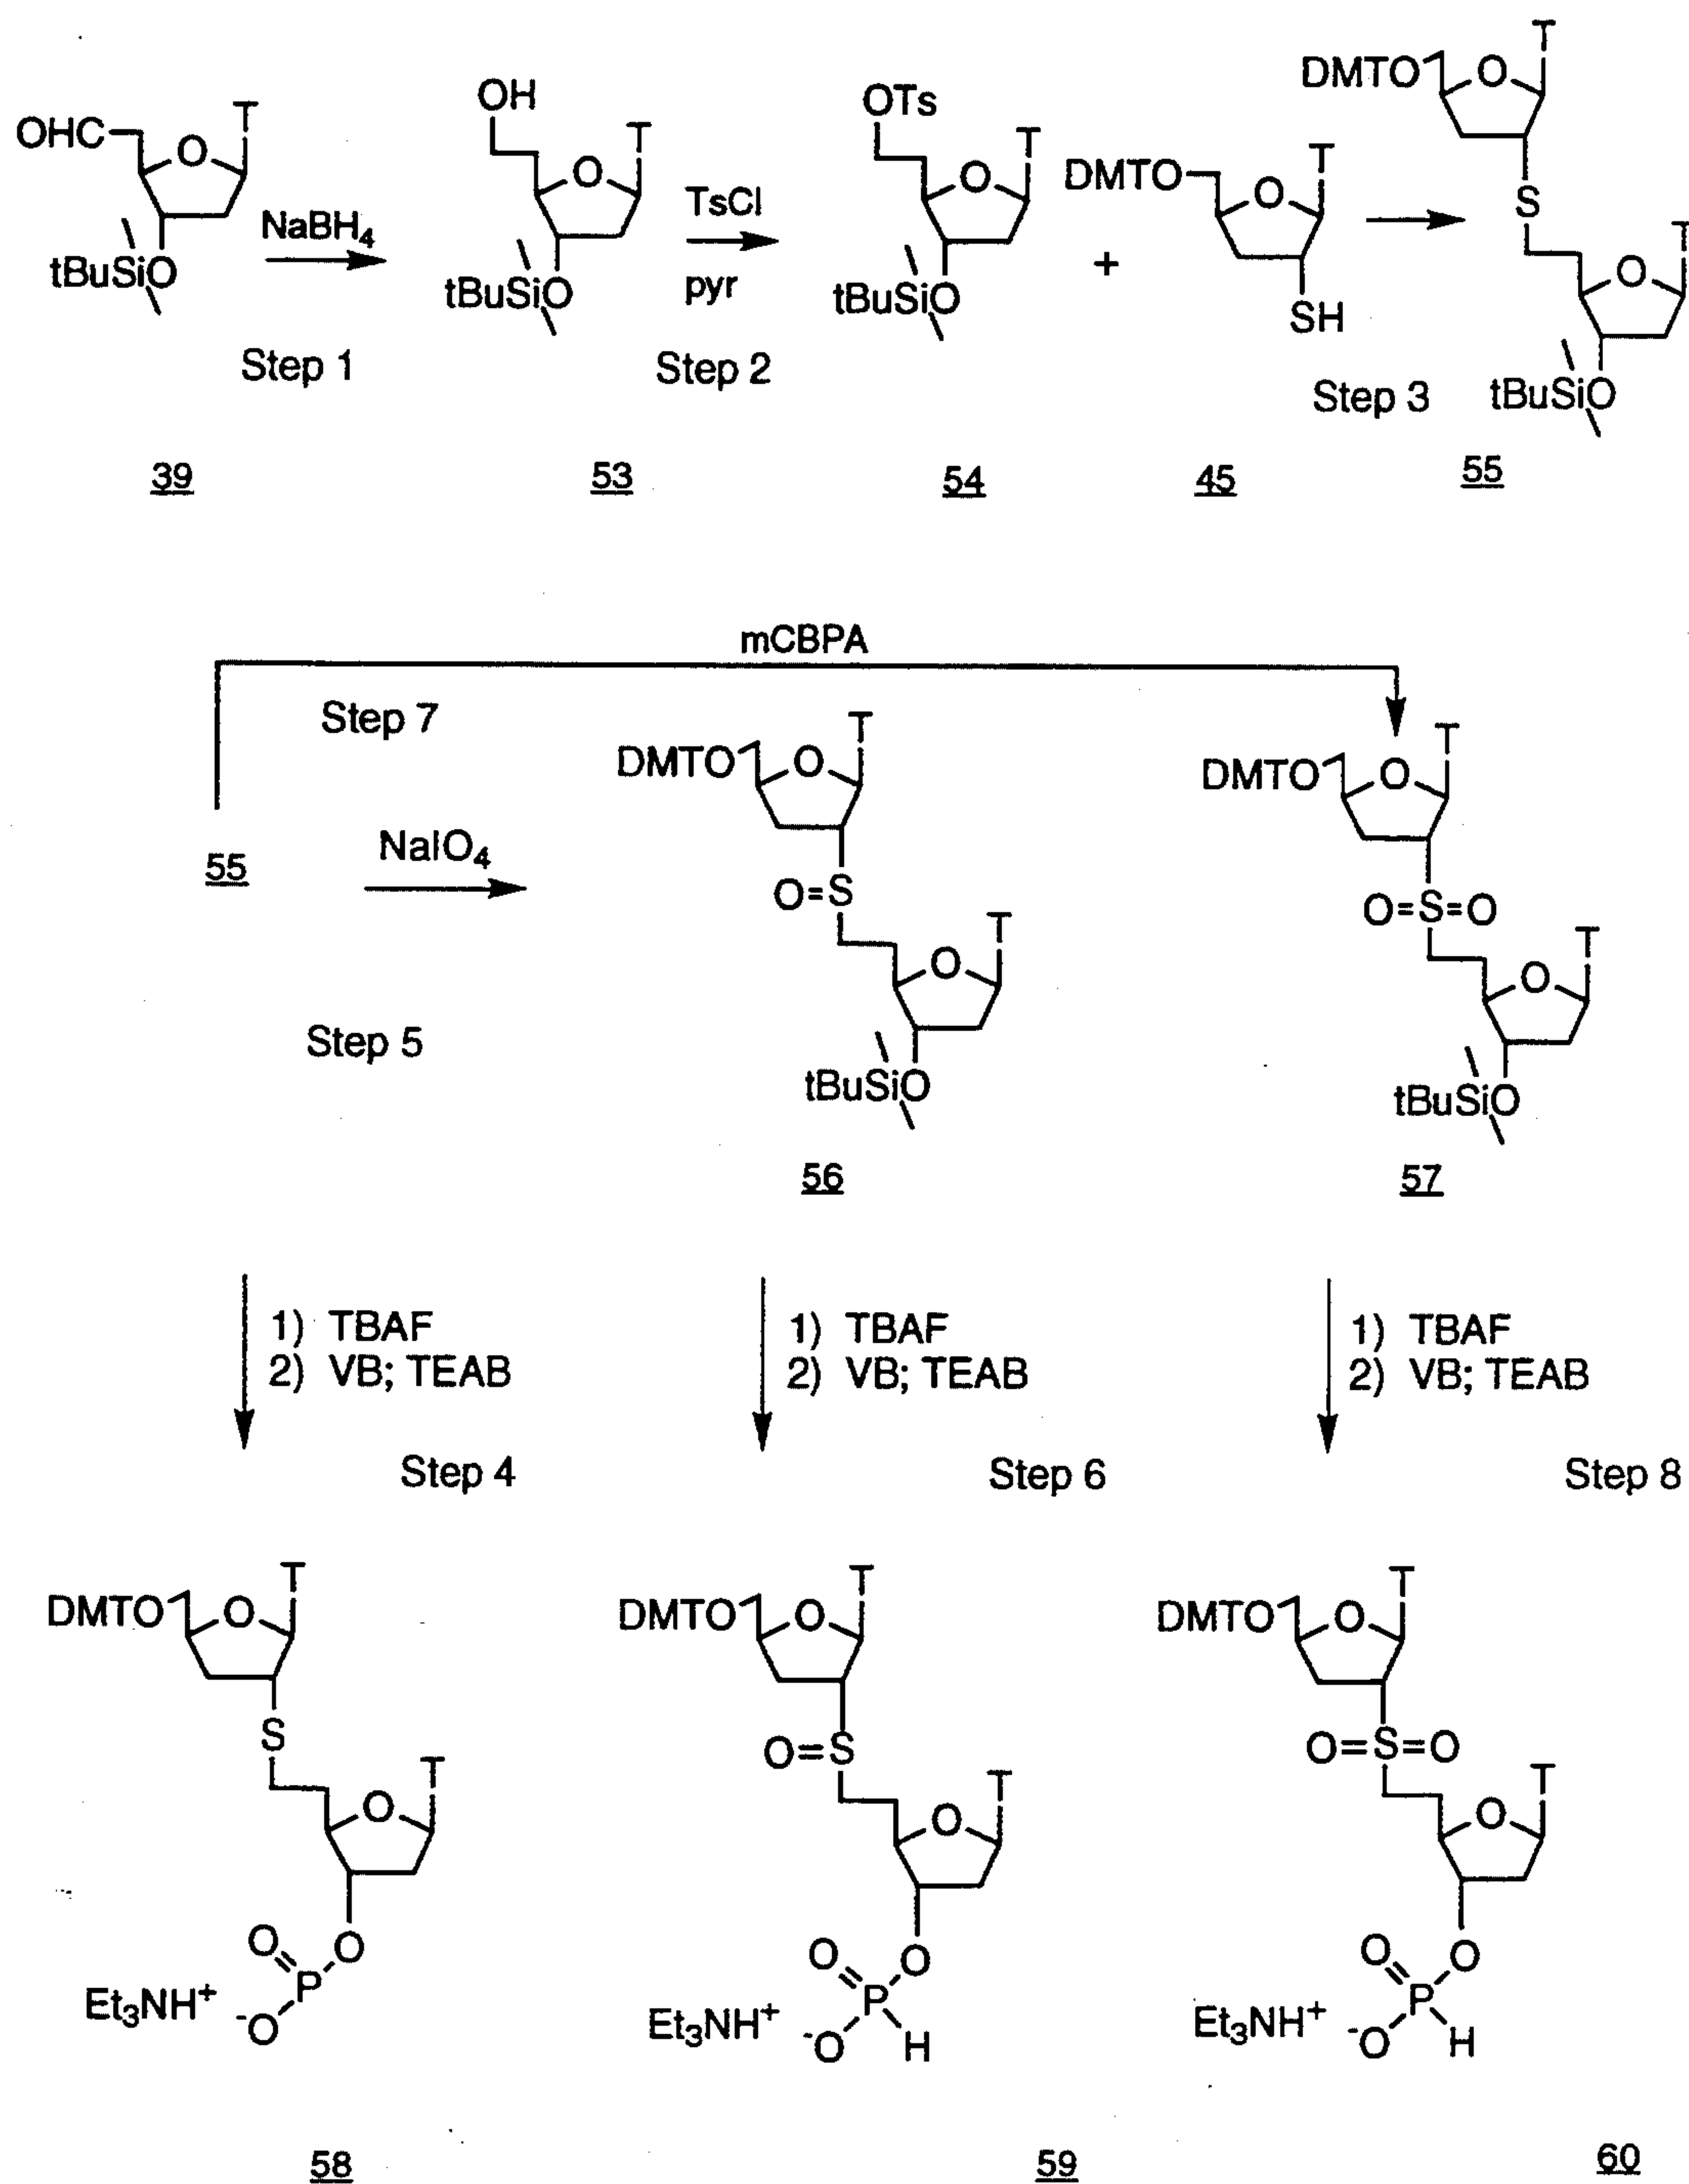 OHC
O
T
tBuSiO
NaBH4
Step 1
39
OH
O
T
tBuSiO
53
TsCl
pyr
Step 2
OTs
O
T
tBuSiO
54
+
DMTO
O
T
SH
45
Step 3
DMTO
O
T
S
O
T
tBuSiO
55
mCBPA
Step 7
55
NaIO4
Step 5
DMTO
O
T
O=S
O
T
tBuSiO
56
DMTO
O
T
O=S=O
O
T
tBuSiO
57
1) TBAF
2) VB; TEAB
Step 4
1) TBAF
2) VB; TEAB
Step 6
1) TBAF
2) VB; TEAB
Step 8
DMTO
O
T
S
O
T
O
O
P
Et3NH+
-O
58
DMTO
O
T
O=S
O
T
O
O
P
Et3NH+
-O
H
59
DMTO
O
T
O=S=O
O
T
O
O
P
Et3NH+
-O
H
60